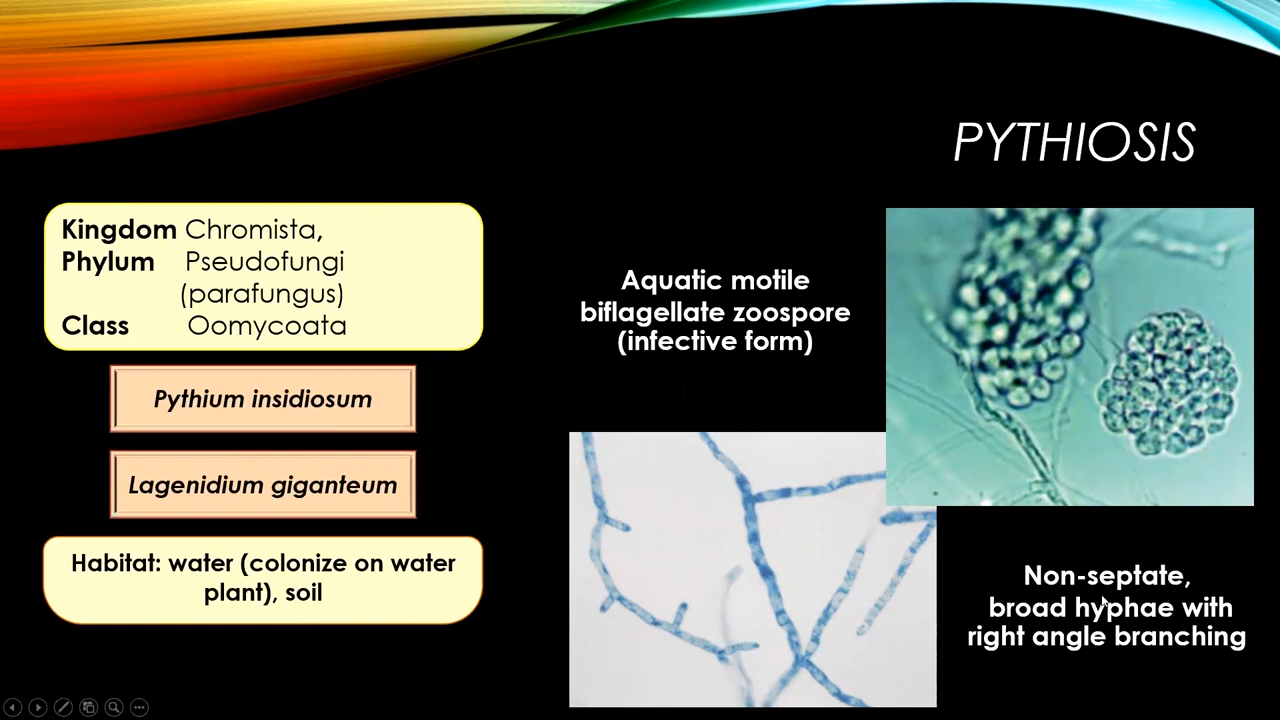 PYTHIOSIS
Kingdom Chromista,
Phylum Pseudofungi
(parafungus)
Class Oomycoata
Pythium insidiosum
Lagenidium giganteum
Habitat: water (colonize on water
plant), soil
Aquatic motile
biflagellate zoospore
(infective form)
Non-septate,
broad hyphae with
right angle branching